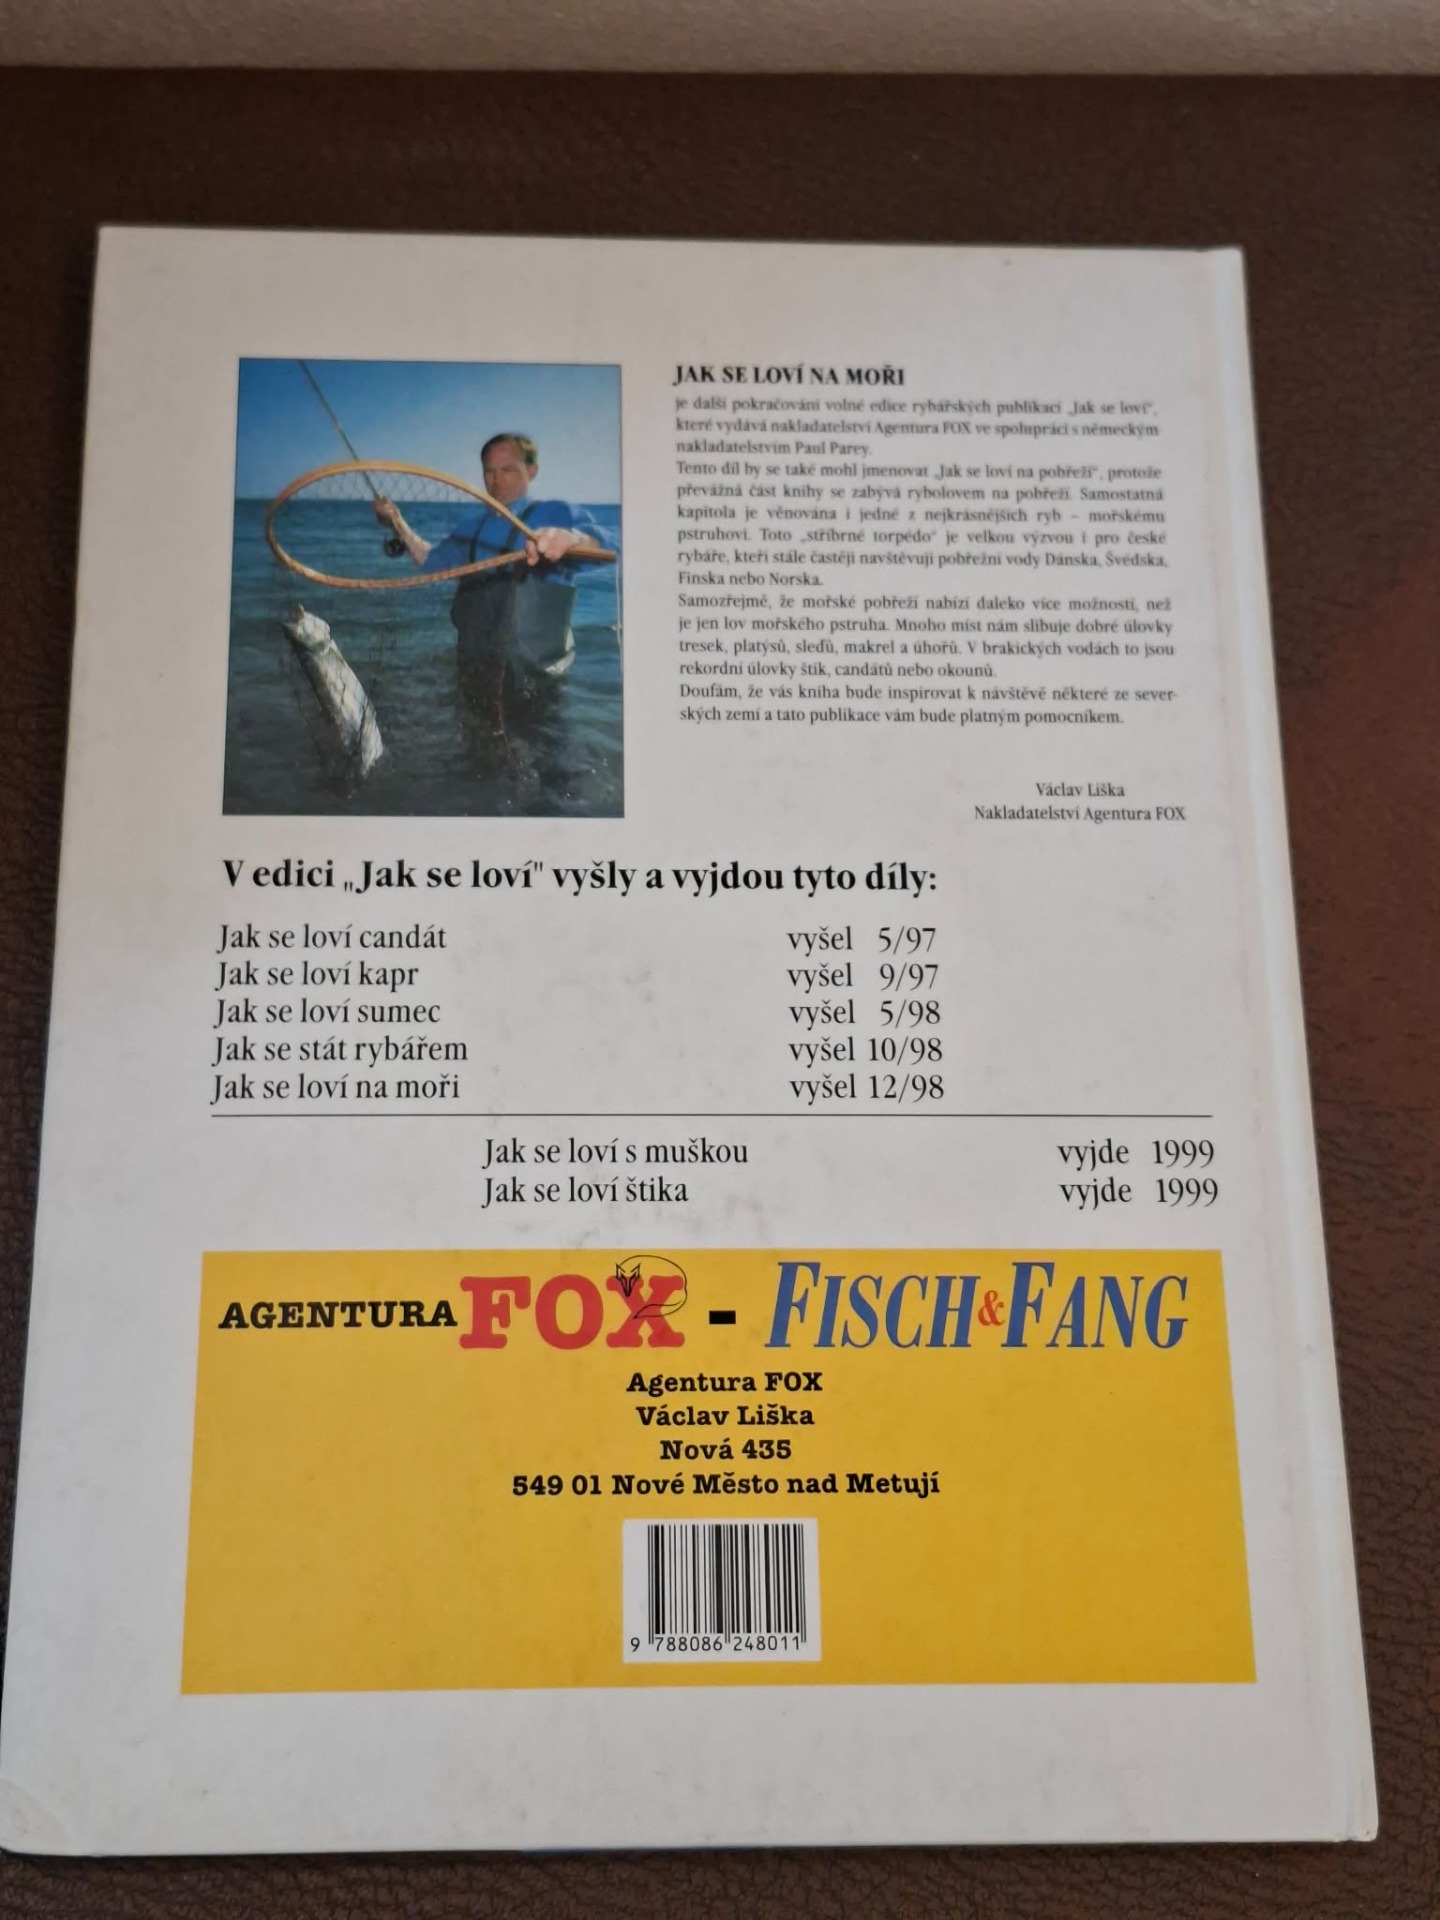 JAK SE LOVÍ NA MOŘI
je další pokračování volné edice rybářských publikací „Jak se loví“,
které vydává nakladatelství Agentura FOX ve spolupráci s německým
nakladatelstvím Paul Parey.
Tento díl by se také mohl jmenovat „Jak se loví na pobřeží“, protože
převážná část knihy se zabývá rybolovem na pobřeží. Samostatná
kapitola je věnována i jedné z nejkrásnějších ryb – mořskému
pstruhovi. Toto „stříbrné torpédo“ je velkou výzvou i pro české
rybáře, kteří stále častěji navštěvují pobřežní vody Dánska, Švédska,
Finska nebo Norska.
Samozřejmě, že mořské pobřeží nabízí daleko více možností, než
je jen lov mořského pstruha. Mnoho míst nám slibuje dobré úlovky
tresek, platýsů, sleďů, makrel a úhořů. V brakických vodách to jsou
rekordní úlovky štik, candátů nebo okounů.
Doufám, že vás kniha bude inspirovat k návštěvě některé ze sever-
ských zemí a tato publikace vám bude platným pomocníkem.
Václav Liška
Nakladatelství Agentura FOX
V edici „Jak se loví" vyšly a vyjdou tyto díly:
Jak se loví candát vyšel 5/97
Jak se loví kapr vyšel 9/97
Jak se loví sumec vyšel 5/98
Jak se stát rybářem vyšel 10/98
Jak se loví na moři vyšel 12/98
Jak se loví s muškou vyjde 1999
Jak se loví štika vyjde 1999
AGENTURA FOX - FISCH&FANG
Agentura FOX
Václav Liška
Nová 435
549 01 Nové Město nad Metují
9 788086 248011